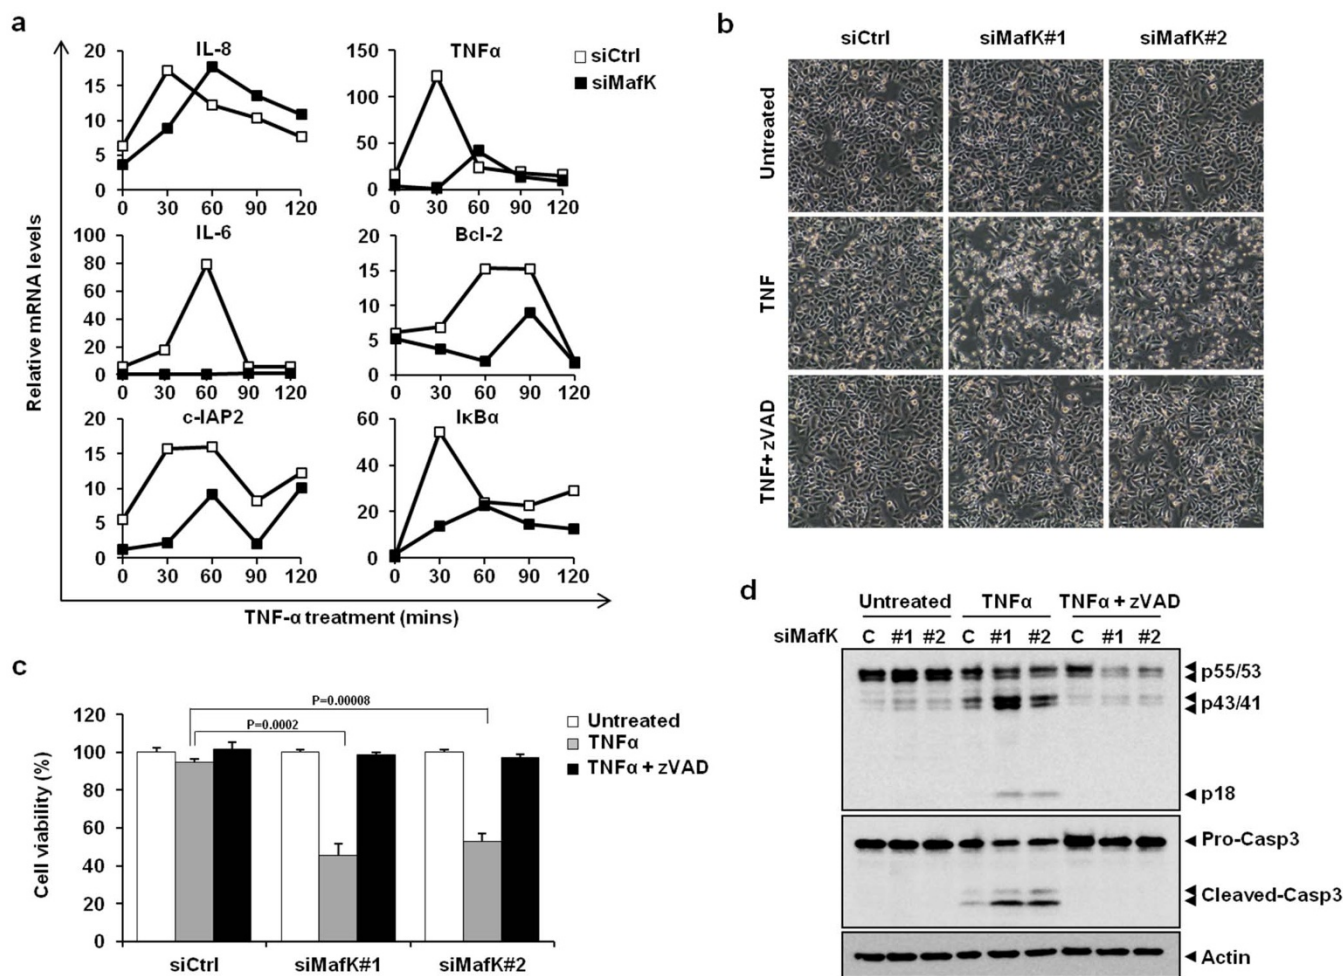 a
IL-8
20
15
10
5
0
0 30 60 90 120
TNFα
150
100
50
0
0 30 60 90 120
siCtrl
siMafK
IL-6
100
80
60
40
20
0
0 30 60 90 120
Bcl-2
20
15
10
5
0
0 30 60 90 120
c-IAP2
20
15
10
5
0
0 30 60 90 120
IκBα
60
40
20
0
0 30 60 90 120
Relative mRNA levels
TNF-α treatment (mins)
b
siCtrl siMafK#1 siMafK#2
Untreated
TNF
TNF+ zVAD
c
P=0.00008
P=0.0002
Untreated
TNFα
TNFα + zVAD
Cell viability (%)
120
100
80
60
40
20
0
siCtrl siMafK#1 siMafK#2
d
Untreated TNFα TNFα + zVAD
siMafK C #1 #2 C #1 #2 C #1 #2
p55/53
p43/41
p18
Pro-Casp3
Cleaved-Casp3
Actin